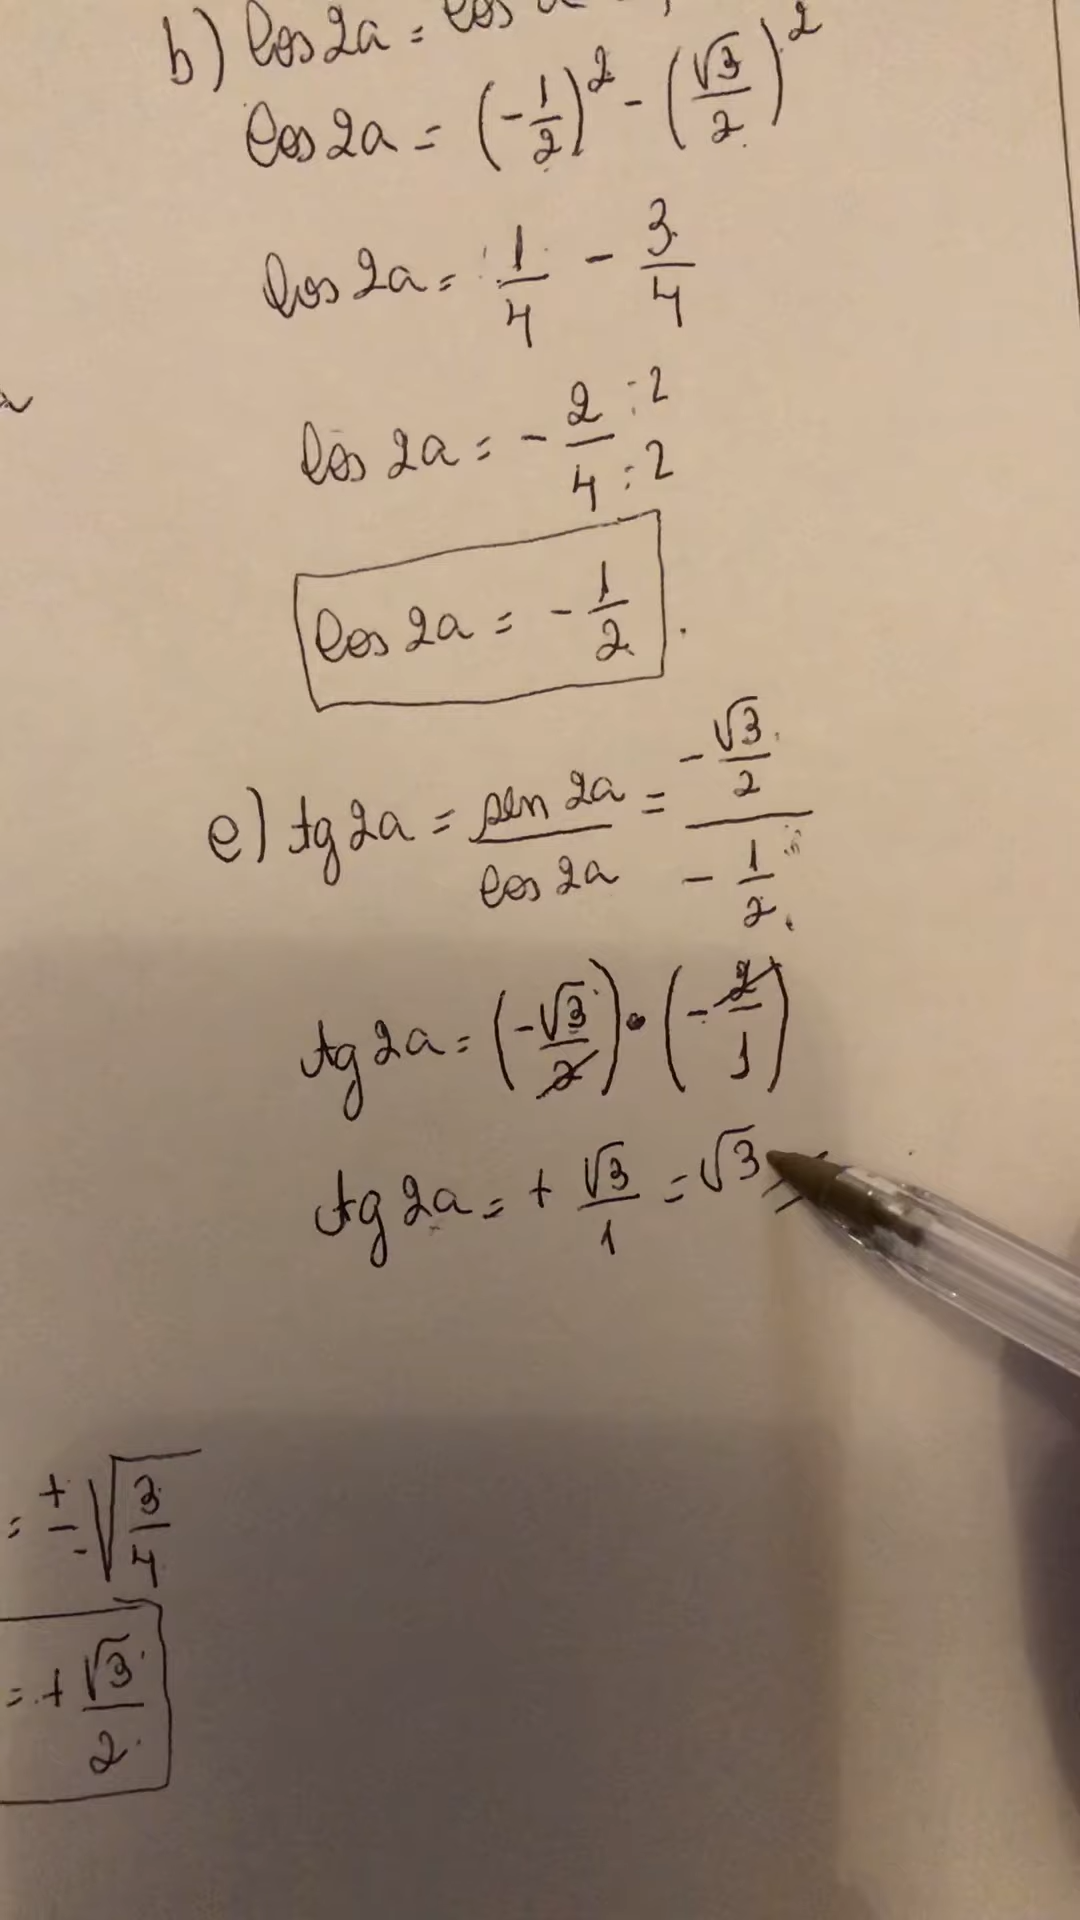 b) Cos 2a = cos
Cos 2a = (-1/2)² - (√3/2)²
Cos 2a = 1/4 - 3/4
Cos 2a = - 2/4 :2 :2
Cos 2a = - 1/2 .
c) tg 2a = sen 2a / cos 2a = (-√3/2) / (-1/2)
tg 2a = (-√3/2) • (-2/1)
tg 2a = + √3/1 = √3
= ± √(3/4)
= + √3/2